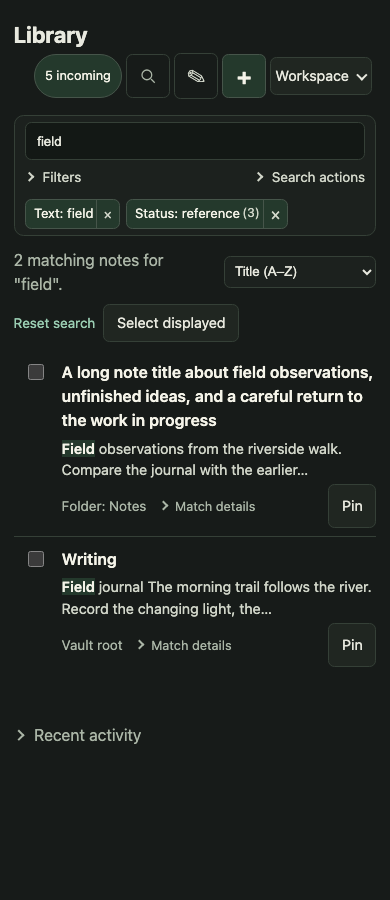 Library
5 incoming
Workspace
field
Filters
Search actions
Text: field ×
Status: reference (3) ×
2 matching notes for
"field".
Title (A–Z)
Reset search
Select displayed
A long note title about field observations,
unfinished ideas, and a careful return to
the work in progress
Field observations from the riverside walk.
Compare the journal with the earlier...
Folder: Notes
Match details
Pin
Writing
Field journal The morning trail follows the river.
Record the changing light, the...
Vault root
Match details
Pin
Recent activity